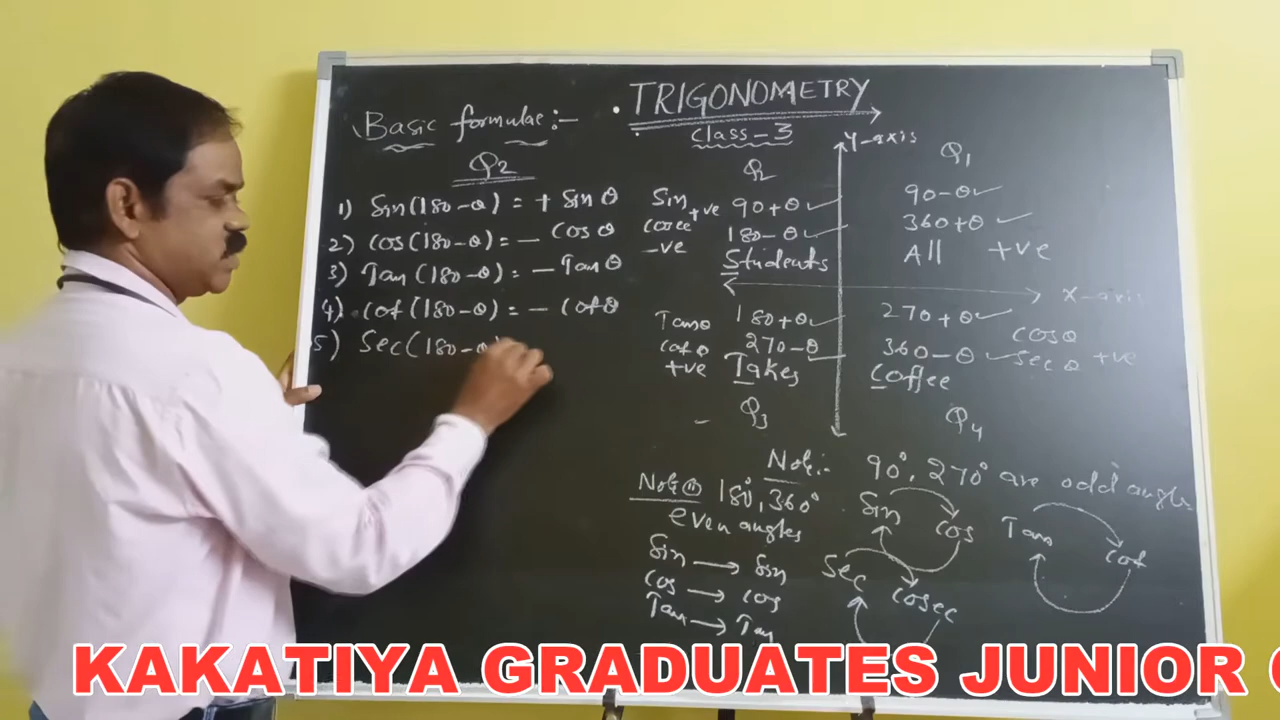 TRIGONOMETRY
Basic formulae:-
class-3
Q2
1) Sin(180-θ) = + Sin θ
2) Cos(180-θ) = - Cos θ
3) Tan(180-θ) = - Tan θ
4) Cot(180-θ) = - Cot θ
5) Sec(180-θ)
Y-axis
Q2
Sin
+ve
cosec
-ve
90+θ
180-θ
Students
Q1
90-θ
360+θ
All +ve
X-axis
Tanθ
Cotθ
+ve
180+θ
270-θ
Takes
Q3
270+θ
360-θ
cosθ
Sec θ +ve
Coffee
Q4
Note:- 90°, 270° are odd angles
Sin
Cos
Tan
Cot
Sec
Cosec
180°, 360°
even angles
Sin → Sin
Cos → Cos
Tan → Tan
KAKATIYA GRADUATES JUNIOR